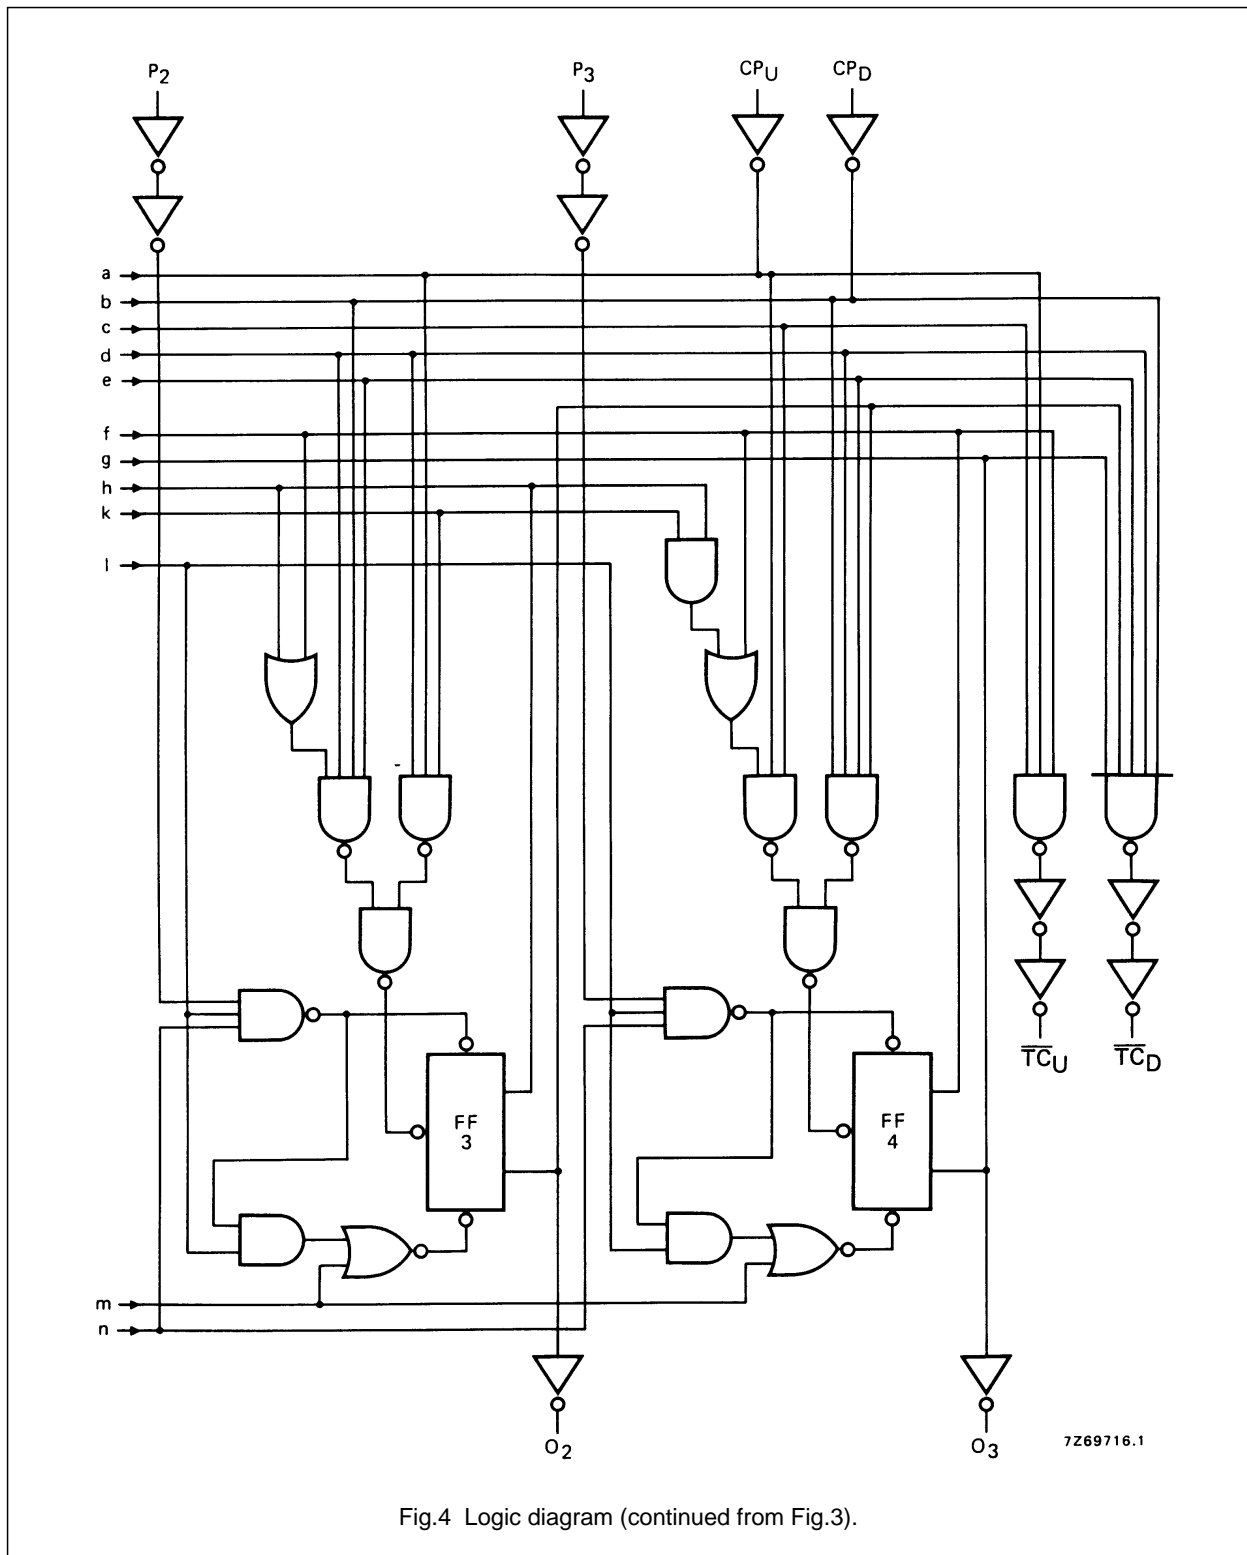 P2 P3 CPU CPD
a
b
c
d
e
f
g
h
k
l
TCU TCD
FF
3
FF
4
m
n
O2 O3
7Z69716.1
Fig.4 Logic diagram (continued from Fig.3).